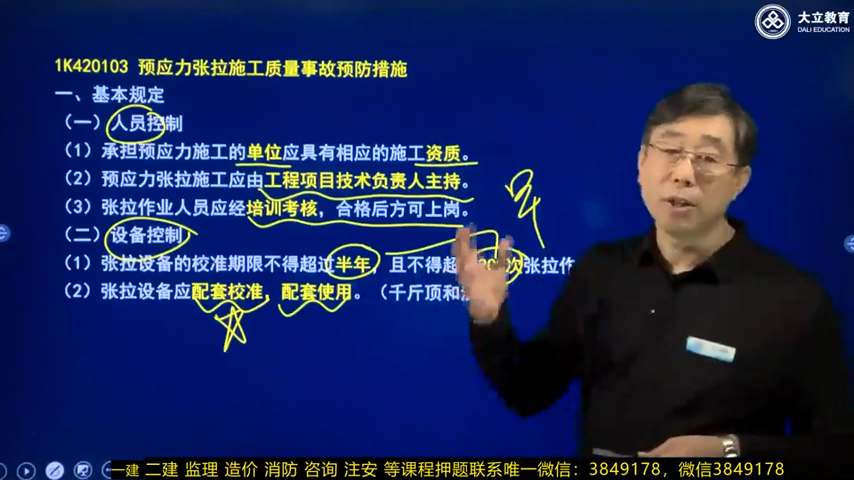 大立教育
DALI EDUCATION
1K420103 预应力张拉施工质量事故预防措施
一、基本规定
（一）人员控制
（1）承担预应力施工的单位应具有相应的施工资质。
（2）预应力张拉施工应由工程项目技术负责人主持。
（3）张拉作业人员应经培训考核，合格后方可上岗。
（二）设备控制
（1）张拉设备的校准期限不得超过半年，且不得超 次张拉作
（2）张拉设备应配套校准，配套使用。（千斤顶和
一建 二建 监理 造价 消防 咨询 注安 等课程押题联系唯一微信：3849178，微信3849178